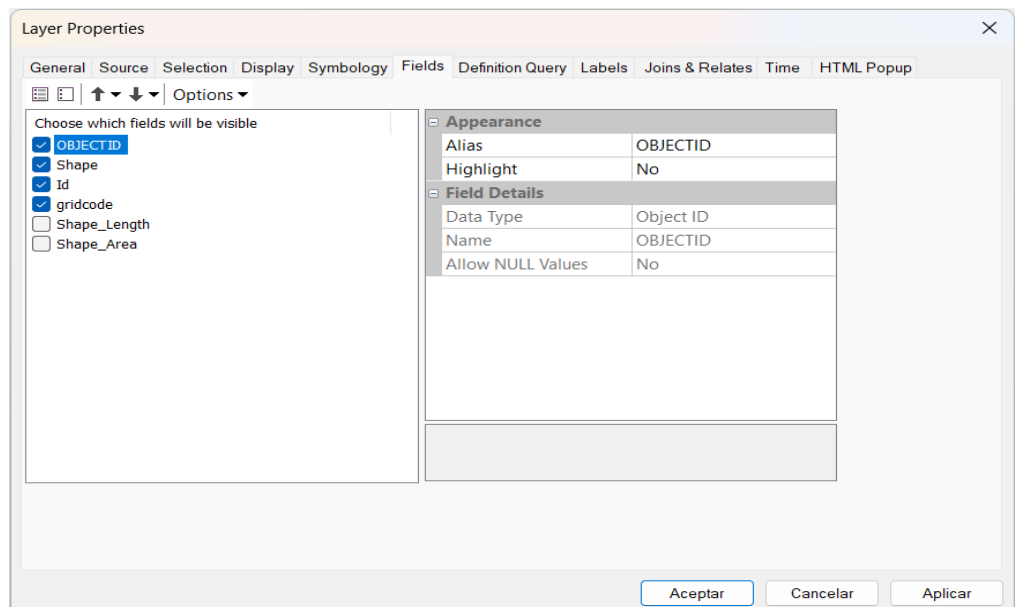 Layer Properties
General Source Selection Display Symbology Fields Definition Query Labels Joins & Relates Time HTML Popup
Options
Choose which fields will be visible
OBJECTID
Shape
Id
gridcode
Shape_Length
Shape_Area
Appearance
Alias OBJECTID
Highlight No
Field Details
Data Type Object ID
Name OBJECTID
Allow NULL Values No
Aceptar Cancelar Aplicar